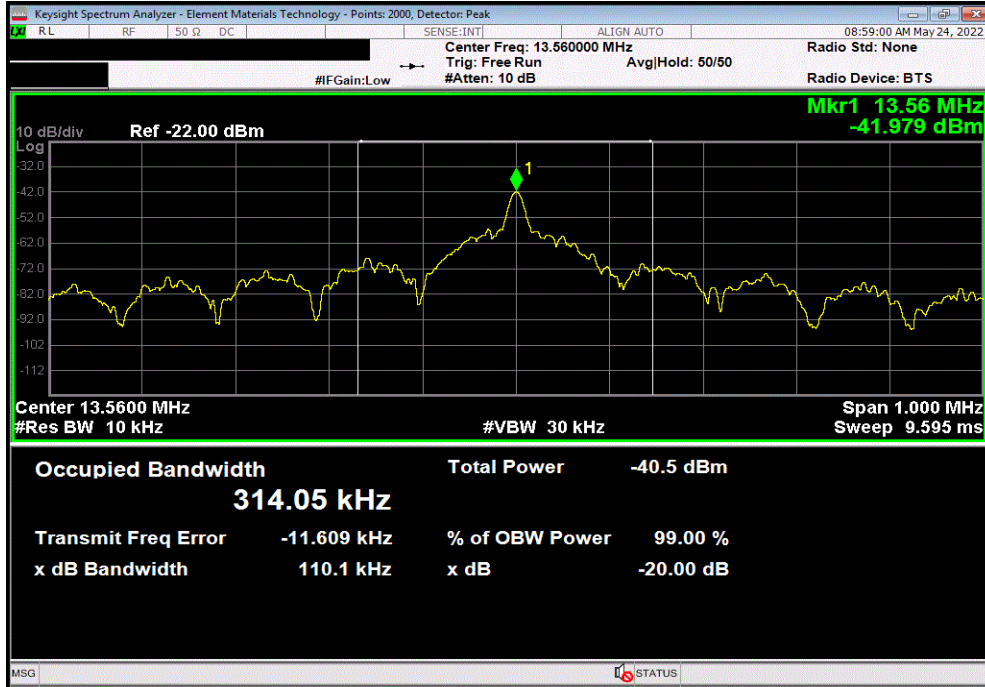 Keysight Spectrum Analyzer - Element Materials Technology - Points: 2000, Detector: Peak
LXI RL RF 50 Ω DC SENSE:INT ALIGN AUTO 08:59:00 AM May 24, 2022
Center Freq: 13.560000 MHz Radio Std: None
Trig: Free Run Avg|Hold: 50/50
#IFGain:Low #Atten: 10 dB Radio Device: BTS
Mkr1 13.56 MHz
10 dB/div Ref -22.00 dBm -41.979 dBm
Log
1
-32.0
-42.0
-52.0
-62.0
-72.0
-82.0
-92.0
-102
-112
Center 13.5600 MHz Span 1.000 MHz
#Res BW 10 kHz #VBW 30 kHz Sweep 9.595 ms
Occupied Bandwidth Total Power -40.5 dBm
314.05 kHz
Transmit Freq Error -11.609 kHz % of OBW Power 99.00 %
x dB Bandwidth 110.1 kHz x dB -20.00 dB
MSG STATUS